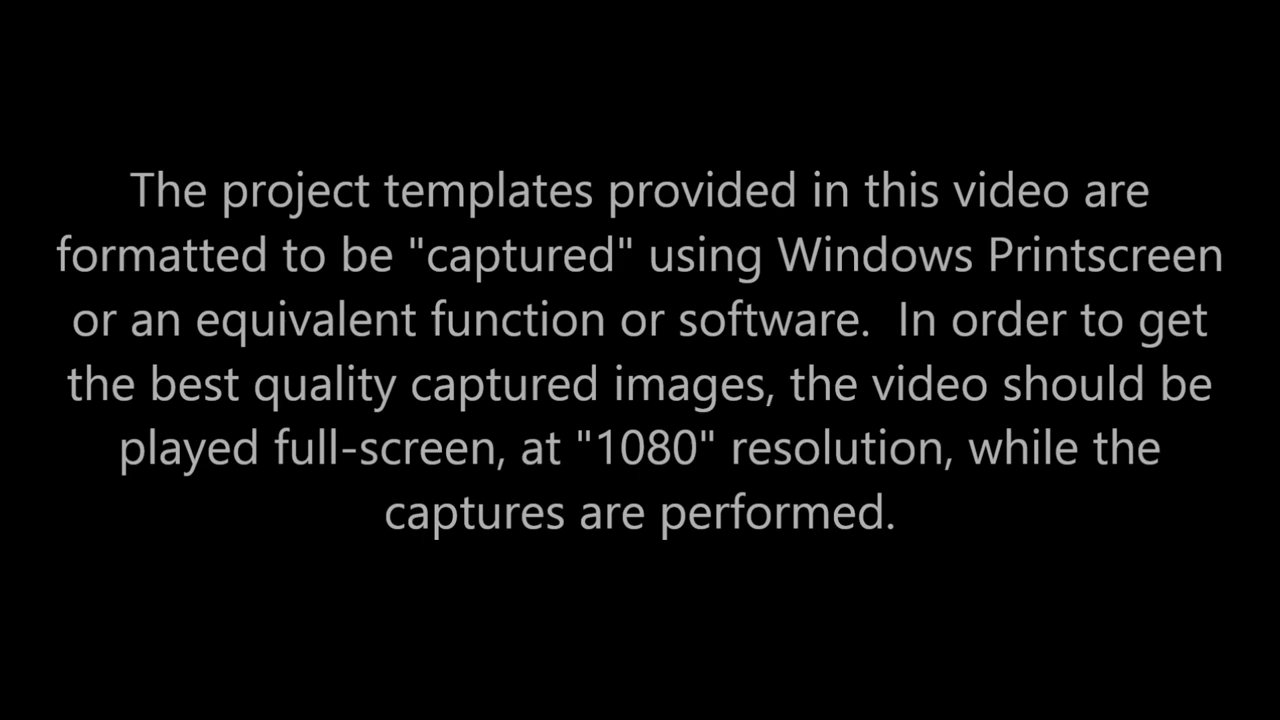 The project templates provided in this video are
formatted to be "captured" using Windows Printscreen
or an equivalent function or software.  In order to get
the best quality captured images, the video should be
played full-screen, at "1080" resolution, while the
captures are performed.